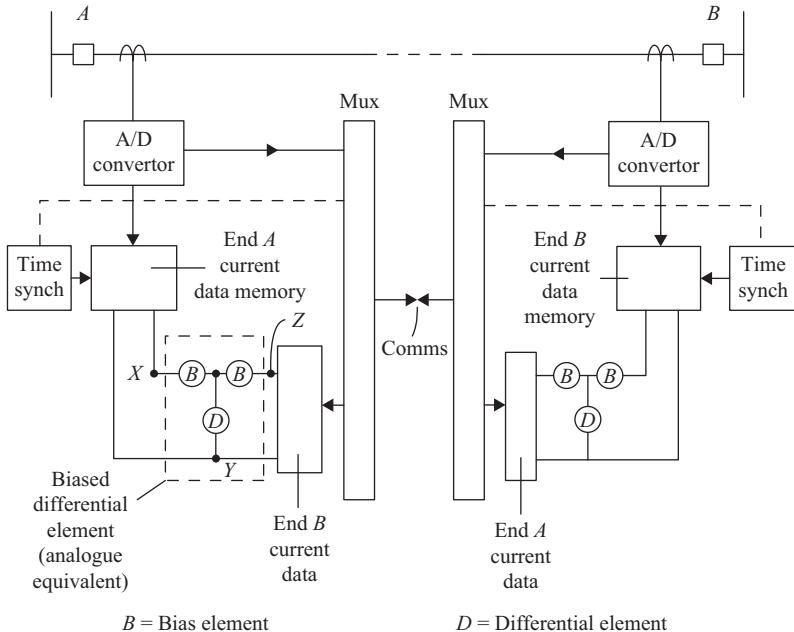 A
B
Mux
Mux
A/D
convertor
A/D
convertor
Time
synch
End A
current
data memory
End B
current
data
memory
Time
synch
Z
Comms
X
B
B
D
Y
B
B
D
Biased
differential
element
(analogue
equivalent)
End B
current
data
End A
current
data
B = Bias element
D = Differential element